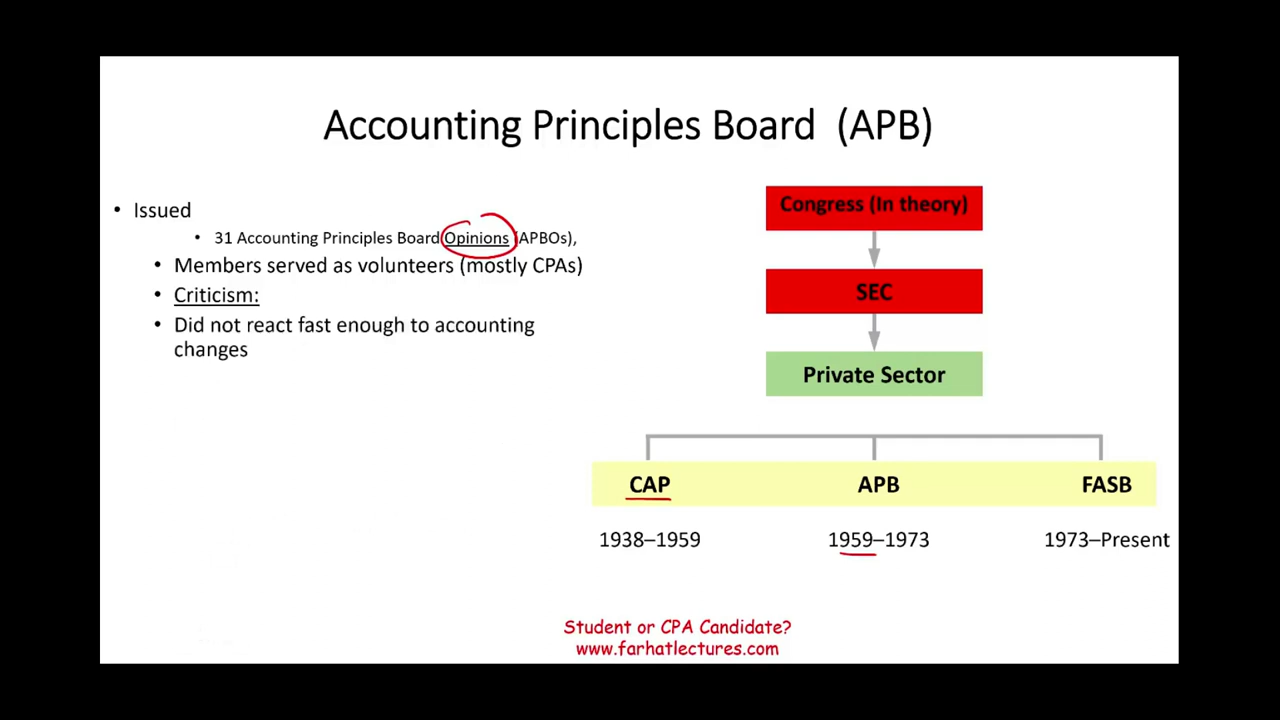 Accounting Principles Board (APB)
• Issued
• 31 Accounting Principles Board Opinions (APBOs),
• Members served as volunteers (mostly CPAs)
• Criticism:
• Did not react fast enough to accounting
changes
Congress (In theory)
SEC
Private Sector
CAP APB FASB
1938–1959 1959–1973 1973–Present
Student or CPA Candidate?
www.farhatlectures.com